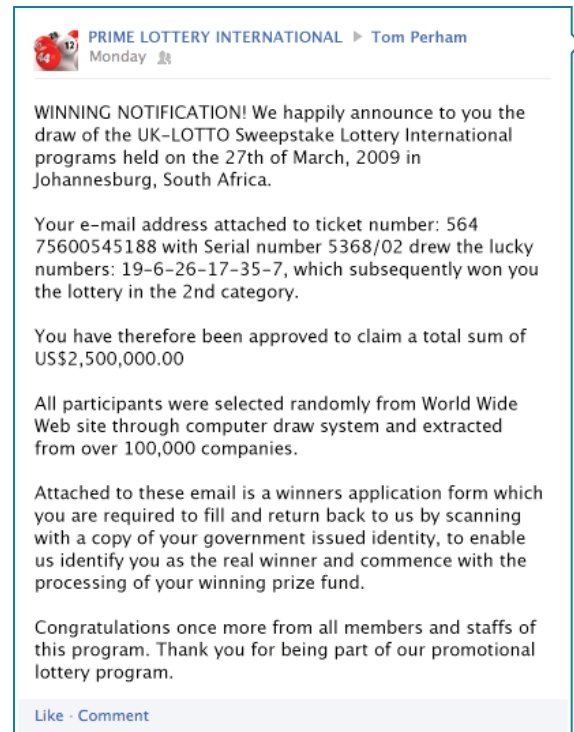 PRIME LOTTERY INTERNATIONAL ▶ Tom Perham
Monday
44
12
WINNING NOTIFICATION! We happily announce to you the
draw of the UK-LOTTO Sweepstake Lottery International
programs held on the 27th of March, 2009 in
Johannesburg, South Africa.
Your e-mail address attached to ticket number: 564
75600545188 with Serial number 5368/02 drew the lucky
numbers: 19-6-26-17-35-7, which subsequently won you
the lottery in the 2nd category.
You have therefore been approved to claim a total sum of
US$2,500,000.00
All participants were selected randomly from World Wide
Web site through computer draw system and extracted
from over 100,000 companies.
Attached to these email is a winners application form which
you are required to fill and return back to us by scanning
with a copy of your government issued identity, to enable
us identify you as the real winner and commence with the
processing of your winning prize fund.
Congratulations once more from all members and staffs of
this program. Thank you for being part of our promotional
lottery program.
Like · Comment